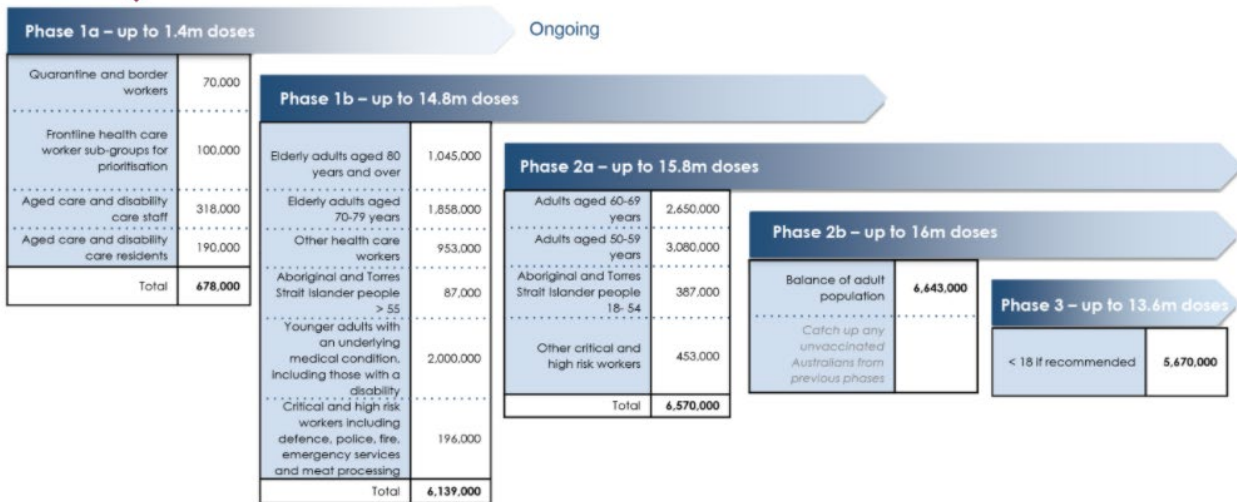 Phase 1a – up to 1.4m doses
Ongoing
Quarantine and border
workers
70,000
Frontline health care
worker sub-groups for
prioritisation
100,000
Aged care and disability
care staff
318,000
Aged care and disability
care residents
190,000
Total
678,000
Phase 1b – up to 14.8m doses
Elderly adults aged 80
years and over
1,045,000
Elderly adults aged
70-79 years
1,858,000
Other health care
workers
953,000
Aboriginal and Torres
Strait Islander people
> 55
87,000
Younger adults with
an underlying
medical condition,
including those with a
disability
2,000,000
Critical and high risk
workers including
defence, police, fire,
emergency services
and meat processing
196,000
Total
6,139,000
Phase 2a – up to 15.8m doses
Adults aged 60-69
years
2,650,000
Adults aged 50-59
years
3,080,000
Aboriginal and Torres
Strait Islander people
18- 54
387,000
Other critical and
high risk workers
453,000
Total
6,570,000
Phase 2b – up to 16m doses
Balance of adult
population
6,643,000
Catch up any
unvaccinated
Australians from
previous phases
Phase 3 – up to 13.6m doses
< 18 if recommended
5,670,000